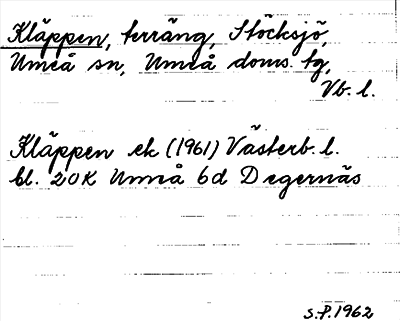 Kläppen, terräng, Stöcksjö,
Umeå sn, Umeå doms. tg,
Vb. l.
Kläppen ek (1961) Västerb. l.
bl. 20K Umeå 6d Degernäs
S.P. 1962